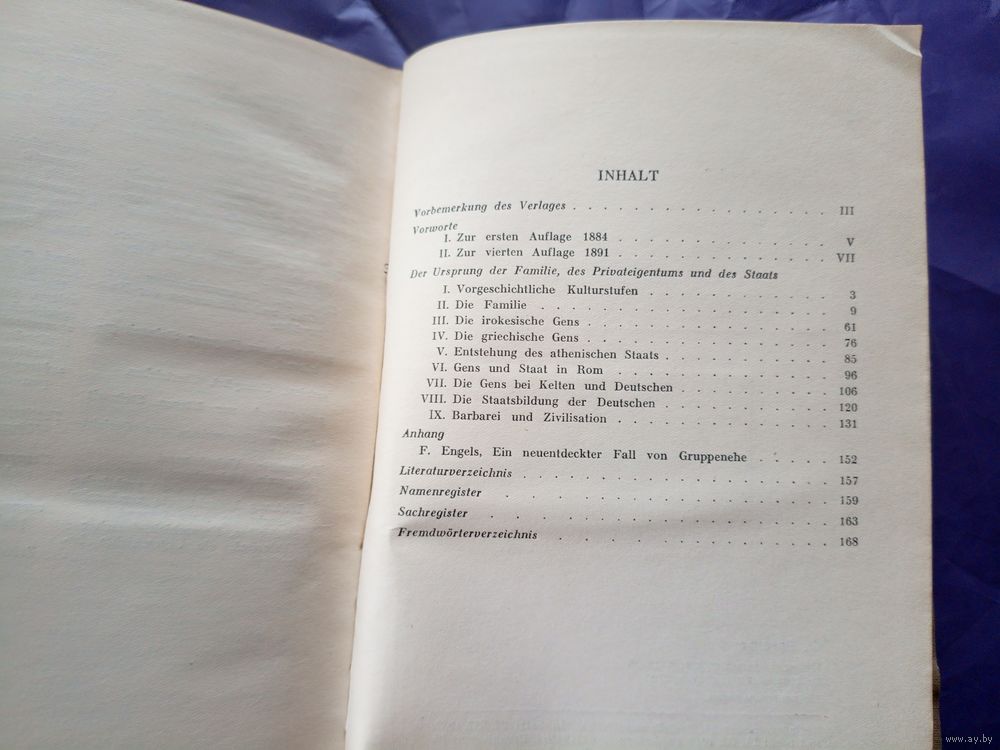 INHALT
Vorbemerkung des Verlages . . . . . . . . . . . . . III
Vorworte
I. Zur ersten Auflage 1884 . . . . . . . . . . . V
II. Zur vierten Auflage 1891 . . . . . . . . . . . VII
Der Ursprung der Familie, des Privateigentums und des Staats
I. Vorgeschichtliche Kulturstufen . . . . . . . . . 3
II. Die Familie . . . . . . . . . . . . . . . 9
III. Die irokesische Gens . . . . . . . . . . . . 61
IV. Die griechische Gens . . . . . . . . . . . . 76
V. Entstehung des athenischen Staats . . . . . . . . 85
VI. Gens und Staat in Rom . . . . . . . . . . . 96
VII. Die Gens bei Kelten und Deutschen . . . . . . . 106
VIII. Die Staatsbildung der Deutschen . . . . . . . . 120
IX. Barbarei und Zivilisation . . . . . . . . . . . 131
Anhang
F. Engels, Ein neuentdeckter Fall von Gruppenehe . . . . . 152
Literaturverzeichnis . . . . . . . . . . . . . . . 157
Namenregister . . . . . . . . . . . . . . . . 159
Sachregister . . . . . . . . . . . . . . . . 163
Fremdwörterverzeichnis . . . . . . . . . . . . . . 168
www.ay.by